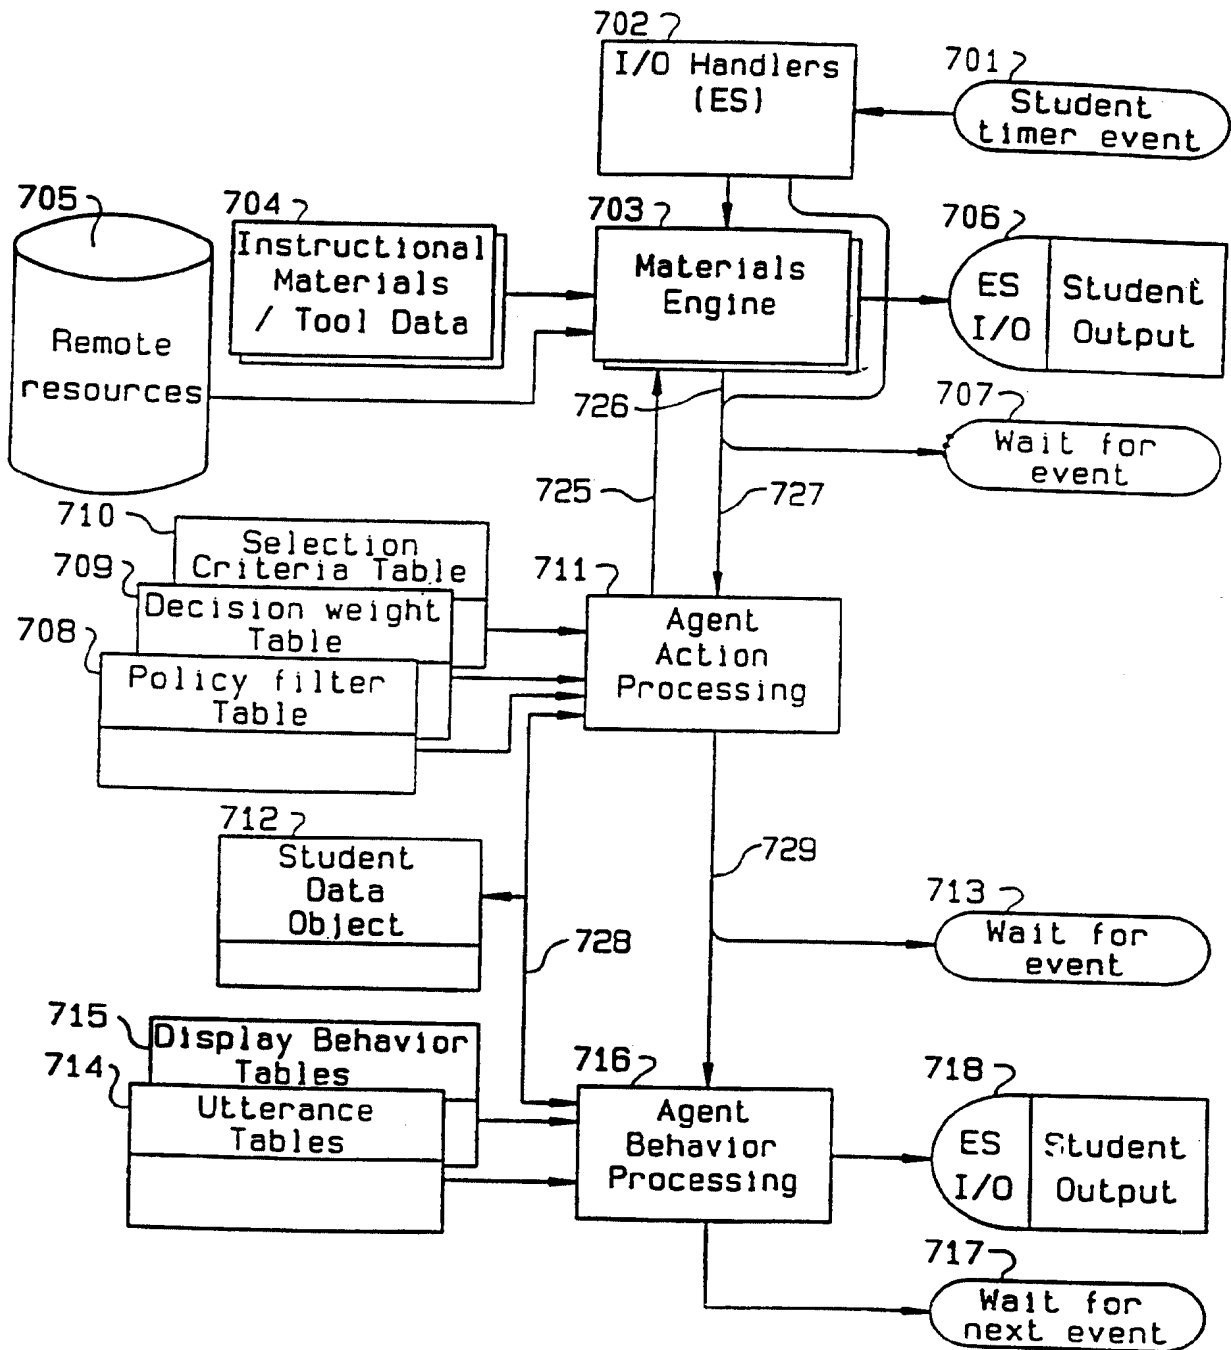 702
I/O Handlers
(ES)
701
Student
timer event
705
Remote
resources
704
Instructional
Materials
/ Tool Data
703
Materials
Engine
706
ES
I/O
Student
Output
726
707
Wait for
event
725
727
710
Selection
Criteria Table
709
Decision weight
Table
708
Policy filter
Table
711
Agent
Action
Processing
712
Student
Data
Object
729
713
Wait for
event
728
715
Display Behavior
Tables
714
Utterance
Tables
716
Agent
Behavior
Processing
718
ES
I/O
Student
Output
717
Wait for
next event